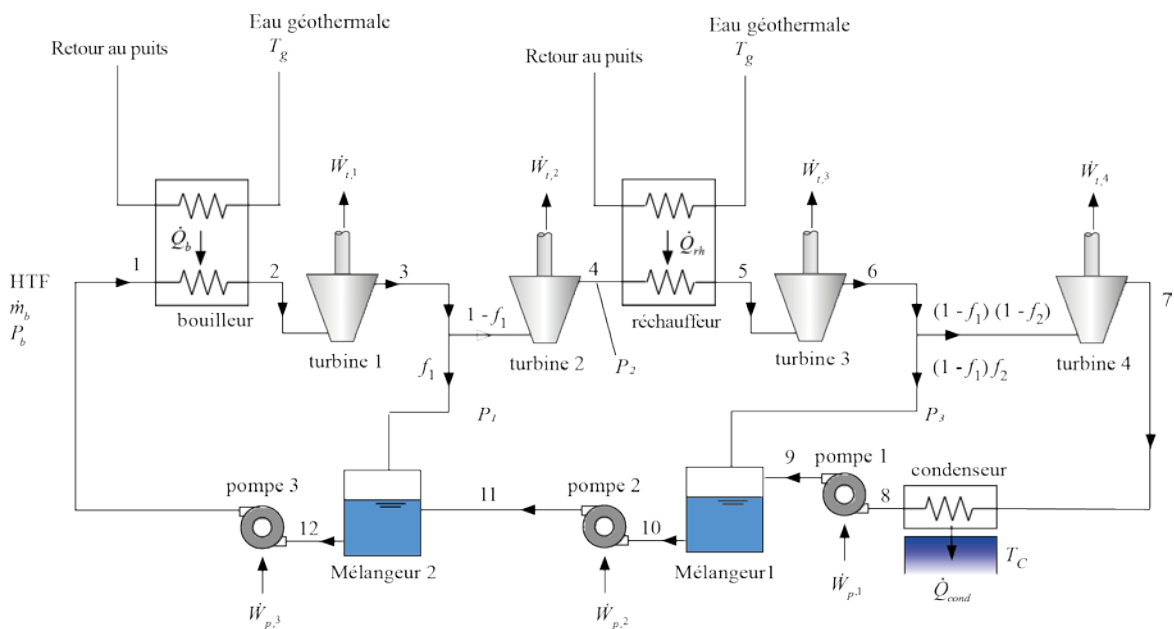 Eau géothermale
T_g
Retour au puits
Eau géothermale
T_g
Retour au puits
Ẇ_t,1
Ẇ_t,2
Ẇ_t,3
Ẇ_t,4
Q̇_b
Q̇_rh
HTF
ṁ_b
P_b
1
2
3
4
5
6
7
bouilleur
turbine 1
1 - f_1
turbine 2
P_2
réchauffeur
turbine 3
(1 - f_1) (1 - f_2)
turbine 4
f_1
(1 - f_1) f_2
P_1
P_3
pompe 3
12
11
pompe 2
10
9
pompe 1
8
condenseur
Mélangeur 2
Mélangeur1
T_C
Ẇ_p,3
Ẇ_p,2
Ẇ_p,1
Q̇_cond